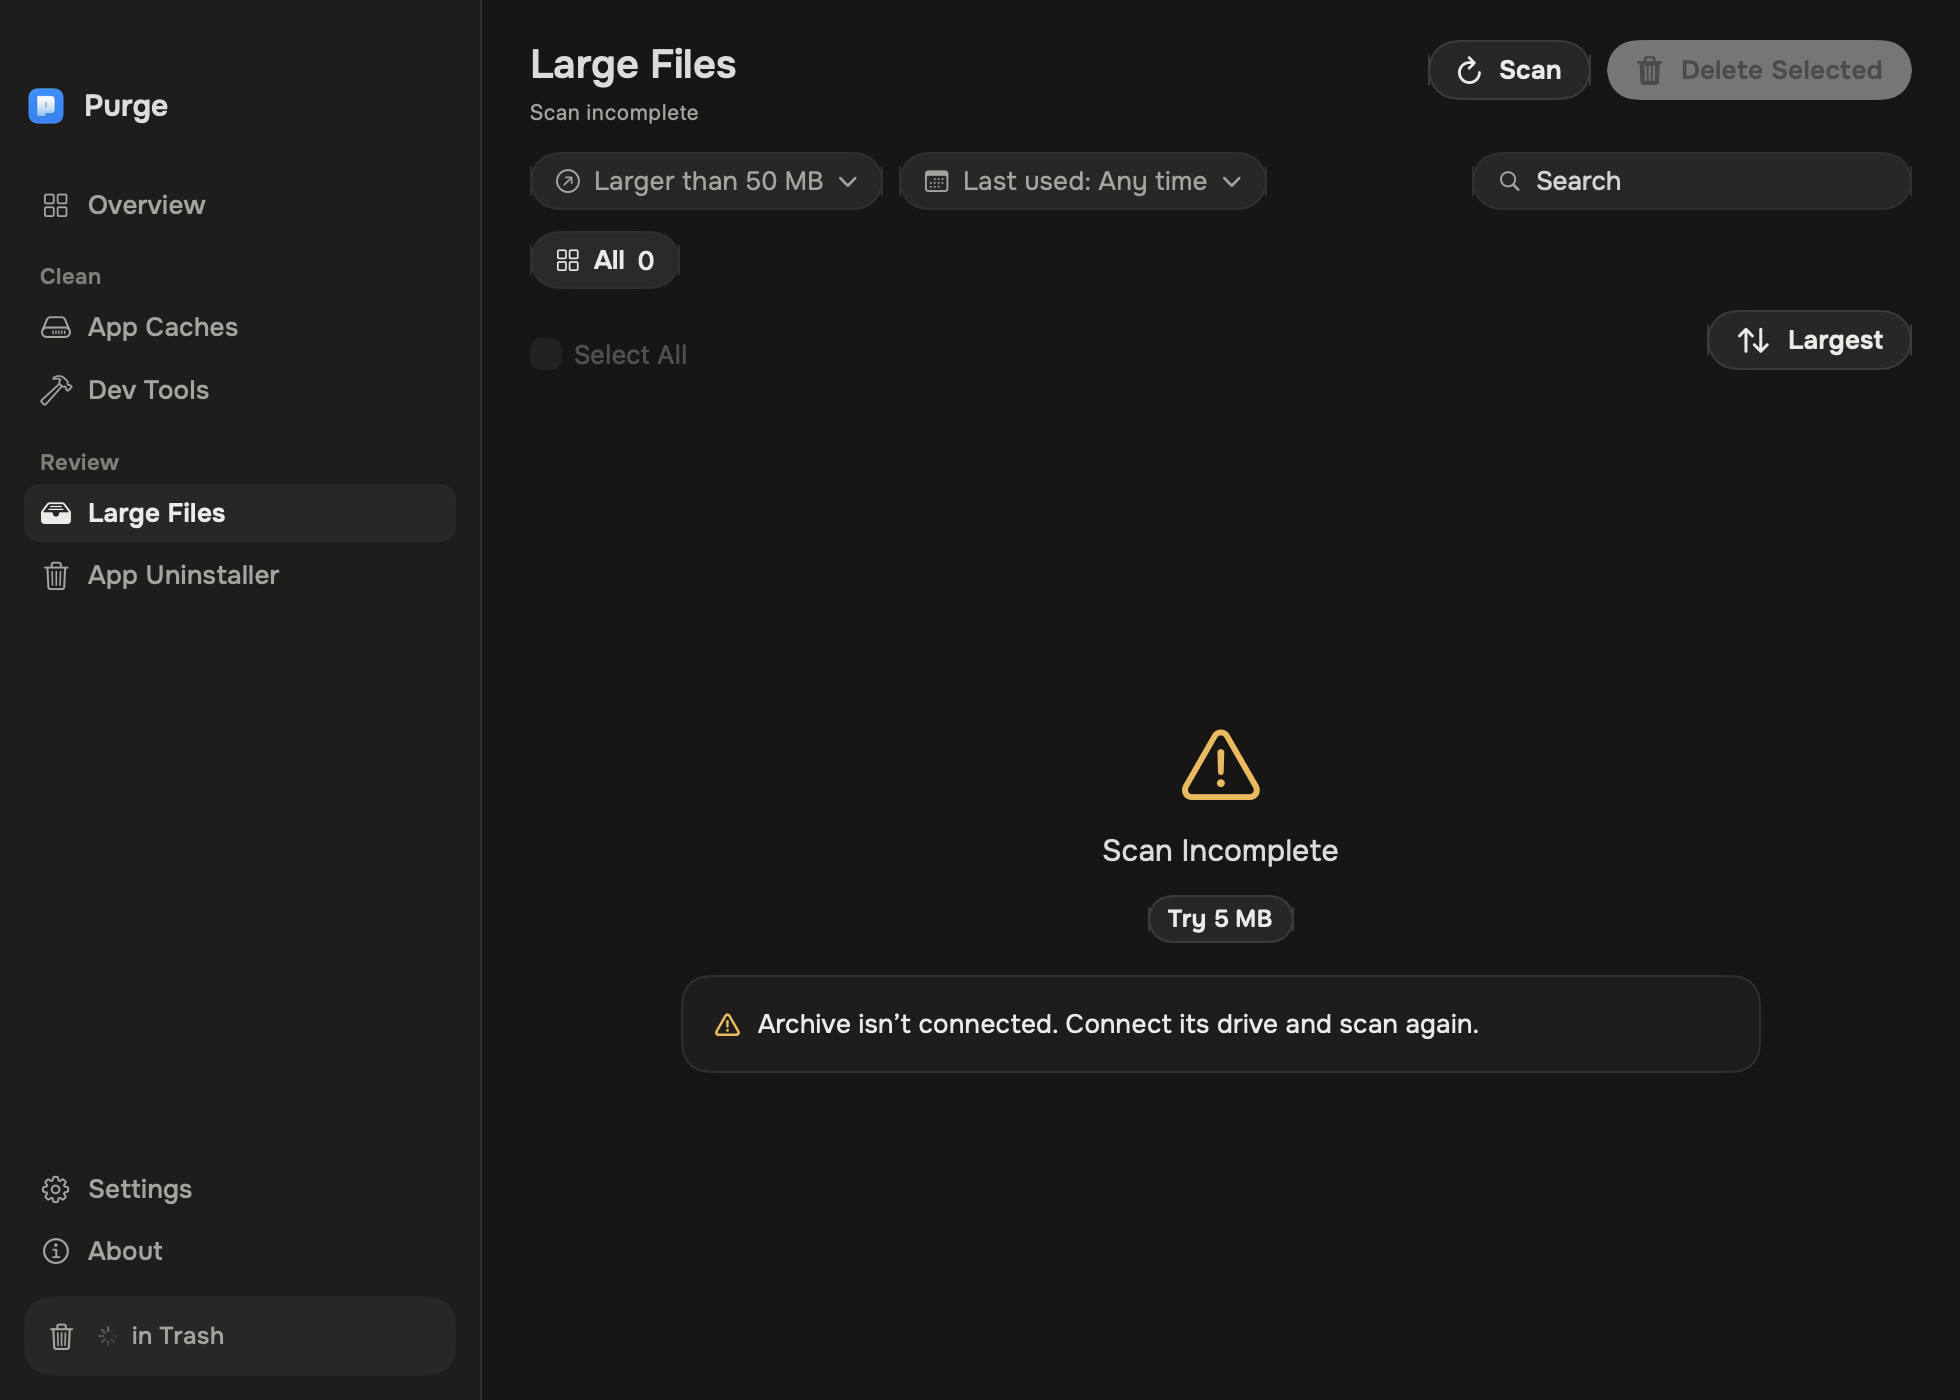 Purge
Overview
Clean
App Caches
Dev Tools
Review
Large Files
App Uninstaller
Settings
About
in Trash
Large Files
Scan incomplete
Scan
Delete Selected
Larger than 50 MB
Last used: Any time
Search
All 0
Select All
Largest
Scan Incomplete
Try 5 MB
Archive isn’t connected. Connect its drive and scan again.